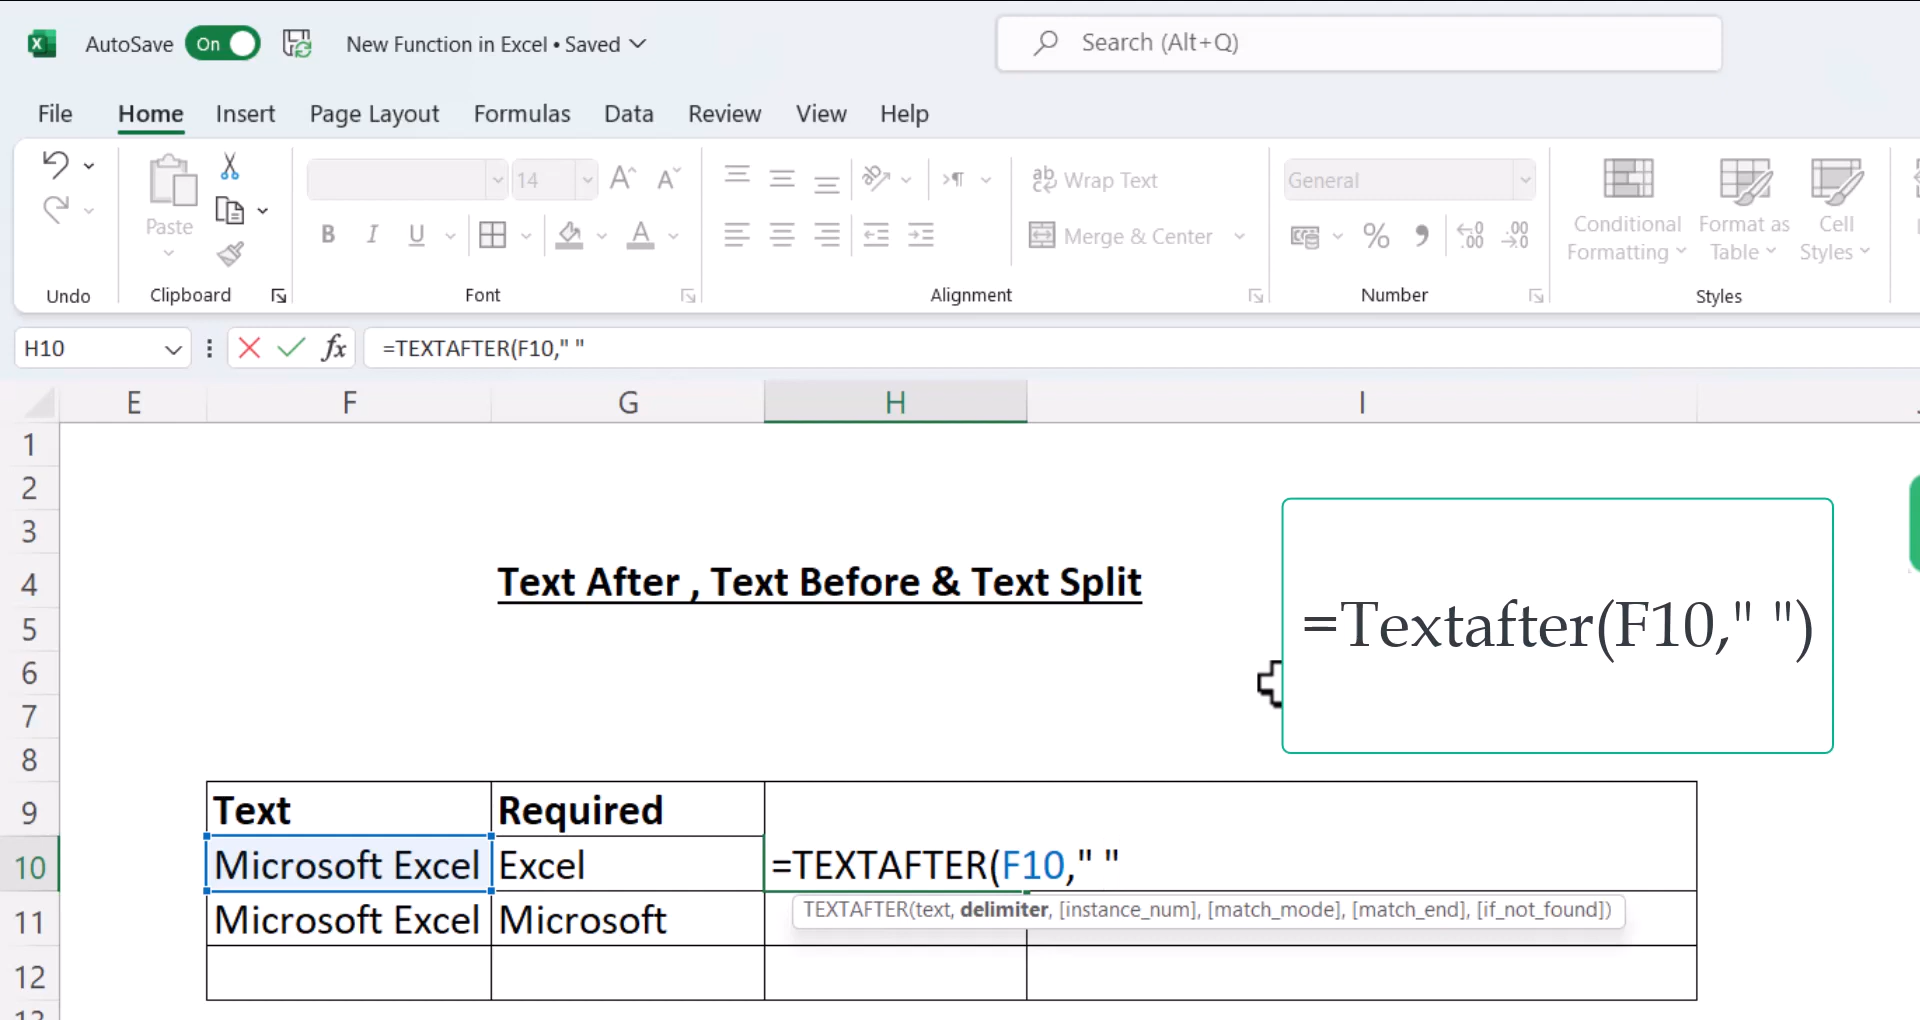 AutoSave On New Function in Excel • Saved Search (Alt+Q)
File Home Insert Page Layout Formulas Data Review View Help
14 General
Wrap Text
Paste
Conditional Formatting Format as Table Cell Styles
B I U Merge & Center
Undo Clipboard Font Alignment Number Styles
H10 fx =TEXTAFTER(F10," "
E F G H I
1
2
3
4 Text After , Text Before & Text Split
=Textafter(F10," ")
5
6
7
8
9 Text Required
10 Microsoft Excel Excel =TEXTAFTER(F10," "
TEXTAFTER(text, delimiter, [instance_num], [match_mode], [match_end], [if_not_found])
11 Microsoft Excel Microsoft
12
13